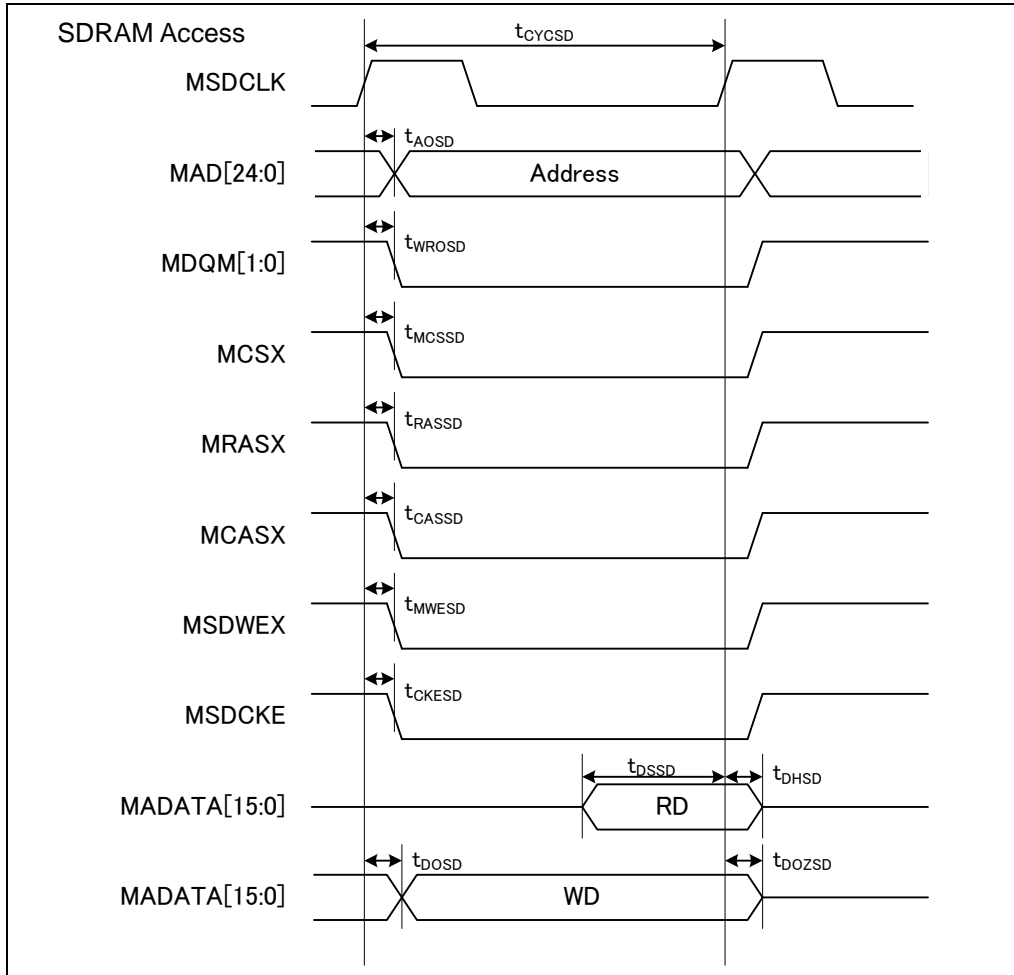 SDRAM Access
tCYCSD
MSDCLK
tAOSD
MAD[24:0]
Address
tWROSD
MDQM[1:0]
tMCSSD
MCSX
tRASSD
MRASX
tCASSD
MCASX
tMWESD
MSDWEX
tCKESD
MSDCKE
tDSSD
tDHSD
MADATA[15:0]
RD
tDOSD
tDOZSD
MADATA[15:0]
WD